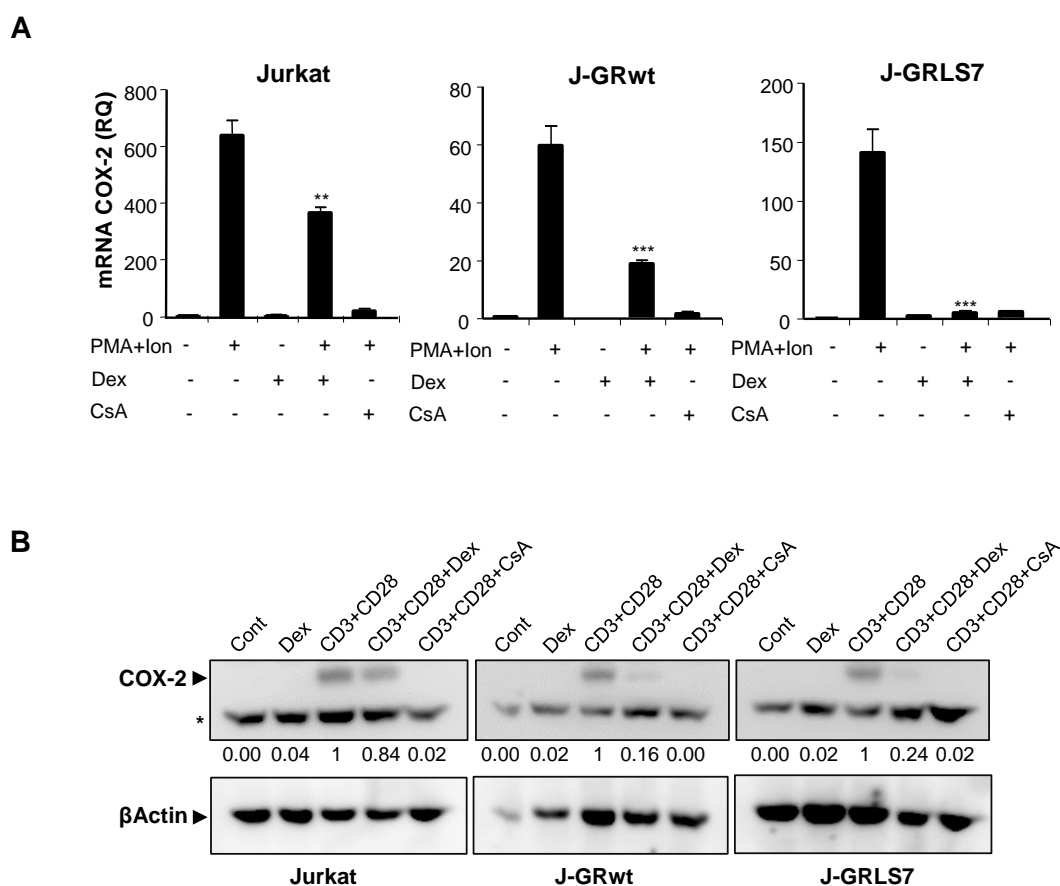 A
Jurkat J-GRwt J-GRLS7
mRNA COX-2 (RQ)
800
600
400
200
0
**
80
60
40
20
0
***
200
150
100
50
0
***
PMA+Ion - + - + + PMA+Ion - + - + + PMA+Ion - + - + +
Dex - - + + - Dex - - + + - Dex - - + + -
CsA - - - - + CsA - - - - + CsA - - - - +
B
Cont Dex CD3+CD28 CD3+CD28+Dex CD3+CD28+CsA Cont Dex CD3+CD28 CD3+CD28+Dex CD3+CD28+CsA Cont Dex CD3+CD28 CD3+CD28+Dex CD3+CD28+CsA
COX-2
*
0.00 0.04 1 0.84 0.02 0.00 0.02 1 0.16 0.00 0.00 0.02 1 0.24 0.02
βActin
Jurkat J-GRwt J-GRLS7